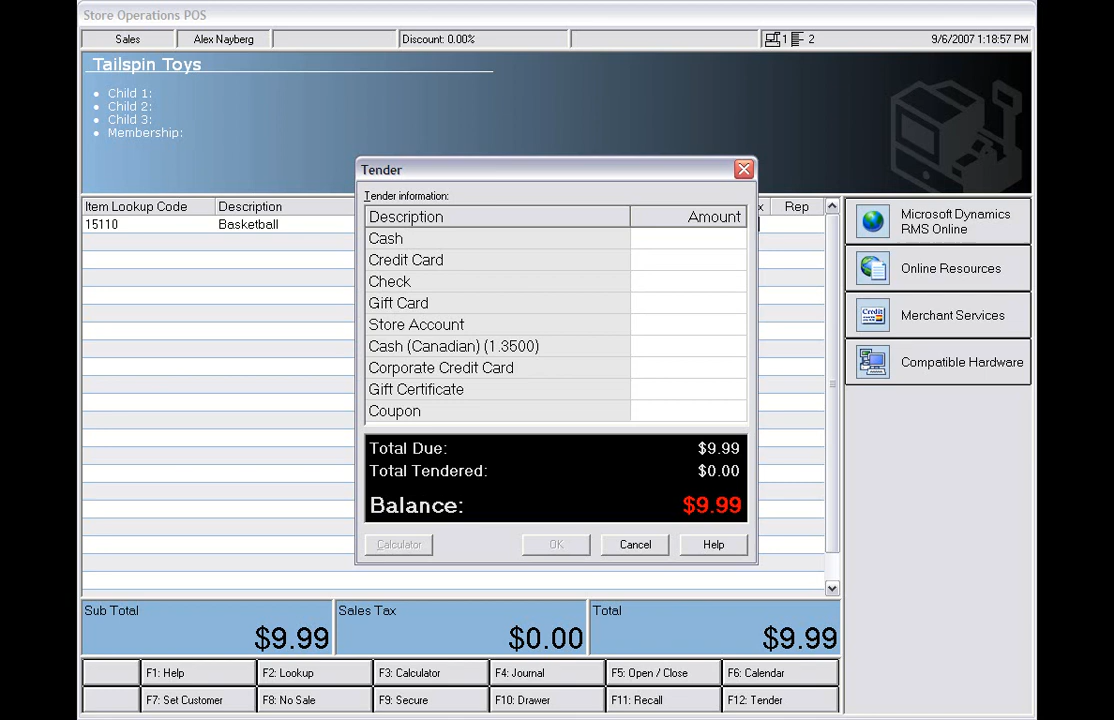 Store Operations POS
Sales
Alex Nayberg
Discount: 0.00%
1
2
9/6/2007 1:18:57 PM
Tailspin Toys
Child 1:
Child 2:
Child 3:
Membership:
Item Lookup Code
Description
x
Rep
15110
Basketball
Tender
Tender information:
Description Amount
Cash
Credit Card
Check
Gift Card
Store Account
Cash (Canadian) (1.3500)
Corporate Credit Card
Gift Certificate
Coupon
Total Due: $9.99
Total Tendered: $0.00
Balance: $9.99
Calculator
OK
Cancel
Help
Microsoft Dynamics
RMS Online
Online Resources
Credit
Merchant Services
Compatible Hardware
Sub Total
$9.99
Sales Tax
$0.00
Total
$9.99
F1: Help
F2: Lookup
F3: Calculator
F4: Journal
F5: Open / Close
F6: Calendar
F7: Set Customer
F8: No Sale
F9: Secure
F10: Drawer
F11: Recall
F12: Tender